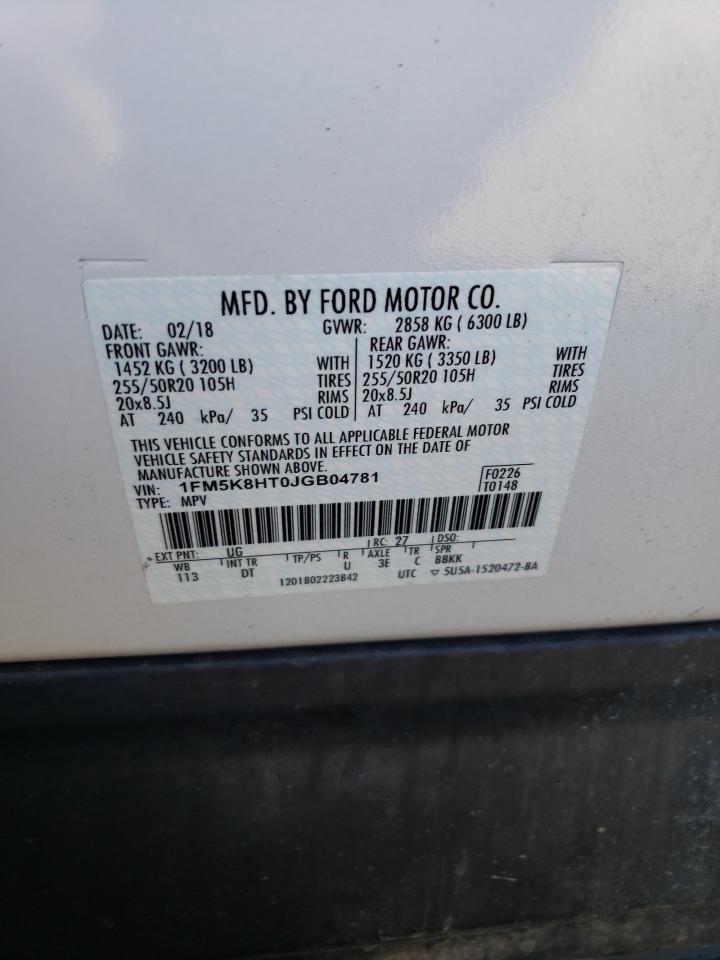 MFD. BY FORD MOTOR CO.
DATE: 02/18 GVWR: 2858 KG ( 6300 LB)
FRONT GAWR: REAR GAWR:
1452 KG ( 3200 LB) WITH 1520 KG ( 3350 LB) WITH
255/50R20 105H TIRES 255/50R20 105H TIRES
20x8.5J RIMS 20x8.5J RIMS
AT 240 kPa/ 35 PSI COLD AT 240 kPa/ 35 PSI COLD
THIS VEHICLE CONFORMS TO ALL APPLICABLE FEDERAL MOTOR
VEHICLE SAFETY STANDARDS IN EFFECT ON THE DATE OF
MANUFACTURE SHOWN ABOVE.
VIN: 1FM5K8HT0JGB04781 F0226
TYPE: MPV T0148
EXT PNT: UG RC: 27 DSO:
WB INT TR TP/PS R AXLE TR SPR
113 DT U 3E C BBKK
1201802223842 UTC ▽ 5U5A-1520472-BA